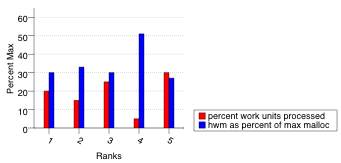 Percent Max
60
50
40
30
20
10
0
1 2 3 4 5
Ranks
percent work units processed
hwm as percent of max malloc